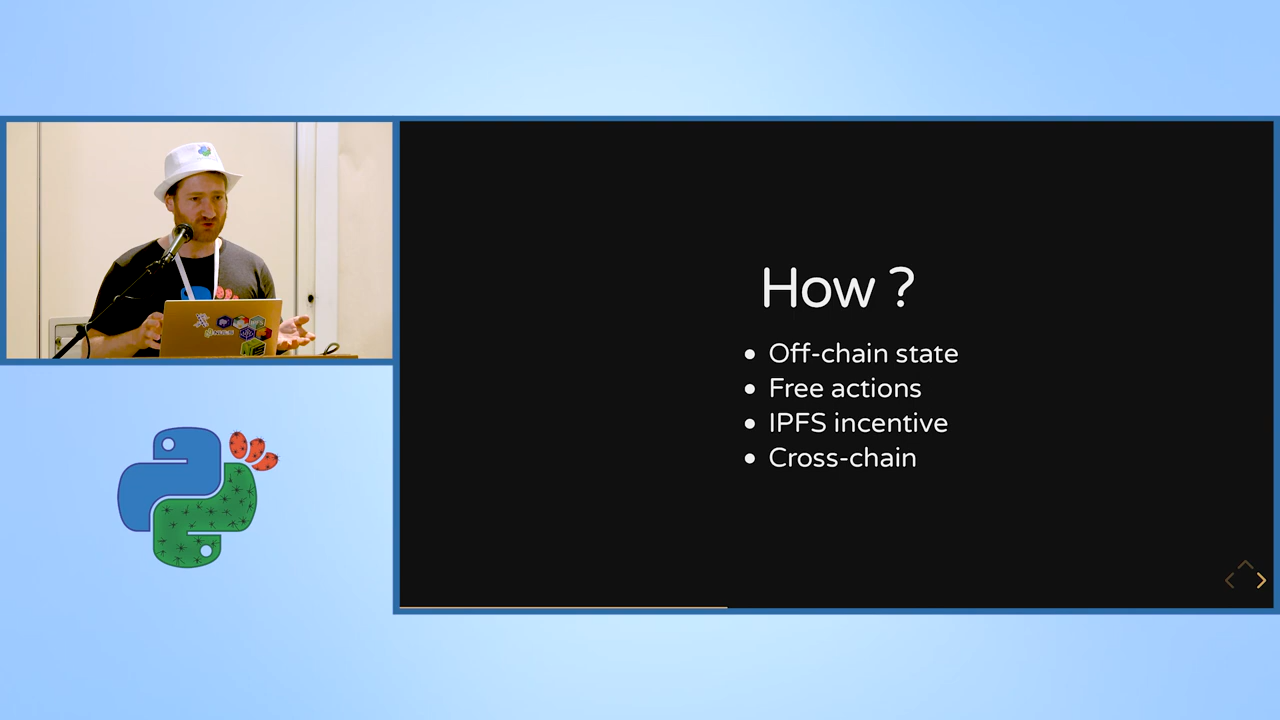 How ?
Off-chain state
Free actions
IPFS incentive
Cross-chain